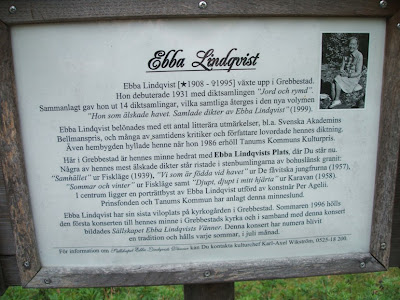 Ebba Lindqvist
Ebba Lindqvist [★1908 - ✞1995] växte upp i Grebbestad.
Hon debuterade 1931 med diktsamlingen "Jord och rymd".
Sammanlagt gav hon ut 14 diktsamlingar, vilka samtliga återges i den nya volymen
"Hon som älskade havet. Samlade dikter av Ebba Lindqvist" (1999).
Ebba Lindqvist belönades med ett antal litterära utmärkelser, bl.a. Svenska Akademins
Bellmanspris, och många av samtidens kritiker och författare lovordade hennes diktning.
Även hembygden hyllade henne när hon 1986 erhöll Tanums Kommuns Kulturpris.
Här i Grebbestad är hennes minne hedrat med Ebba Lindqvists Plats, där Du står nu.
Några av hennes mest älskade dikter står ristade i stenhumlingarna av bohuslänsk granit:
"Samhället" ur Fiskläge (1939), "Vi som är födda vid havet" ur De flyktiga jungfrurna (1957),
"Sommar och vinter" ur Fiskläge samt "Djupt, djupt i mitt hjärta" ur Karavan (1958).
I centrum ligger en porträttbyst av Ebba Lindqvist utförd av konstnär Per Agelii.
Prinsfonden och Tanums Kommun har anlagt denna minneslund.
Ebba Lindqvist har sin sista viloplats på kyrkogården i Grebbestad. Sommaren 1996 hölls
den första konserten till hennes minne i Grebbestads kyrka och i samband med denna konsert
bildades Sällskapet Ebba Lindqvists Vänner. Denna konsert har numera blivit
en tradition och hålls varje sommar, i juli månad.
För information om Sällskapet Ebba Lindqvists Vänner kan Du kontakta kulturchef Karl-Axel Wikström, 0525-18 200.